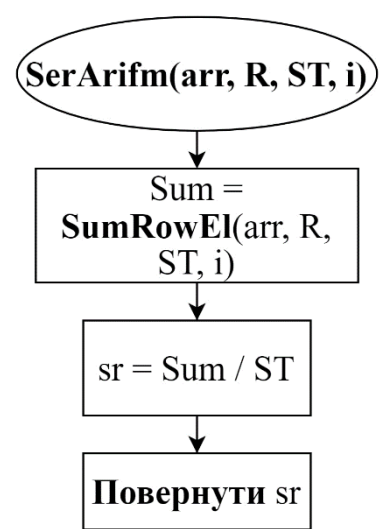 SerArifm(arr, R, ST, i)
Sum =
SumRowEl(arr, R,
ST, i)
sr = Sum / ST
Повернути sr